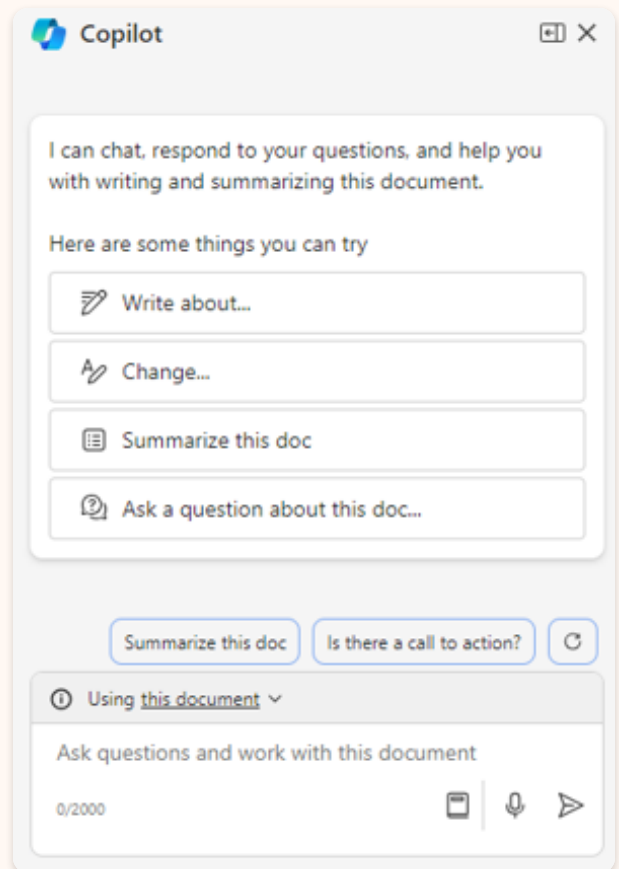 Copilot
I can chat, respond to your questions, and help you
with writing and summarizing this document.
Here are some things you can try
Write about...
Change...
Summarize this doc
Ask a question about this doc...
Summarize this doc
Is there a call to action?
Using this document
Ask questions and work with this document
0/2000